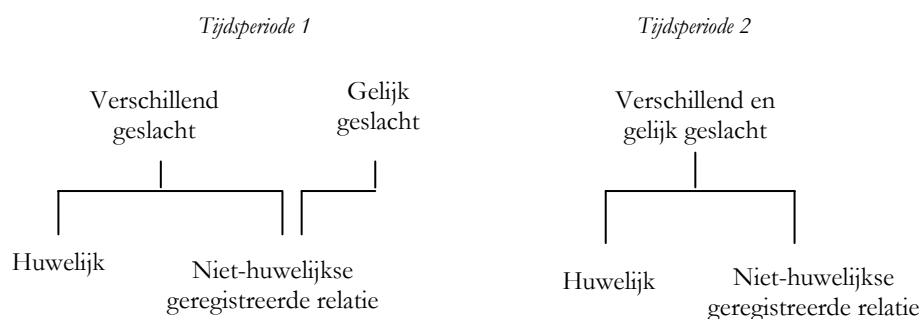 Tijdsperiode 1
Tijdsperiode 2
Verschillend
geslacht
Gelijk
geslacht
Verschillend en
gelijk geslacht
Huwelijk
Niet-huwelijkse
geregistreerde relatie
Huwelijk
Niet-huwelijkse
geregistreerde relatie